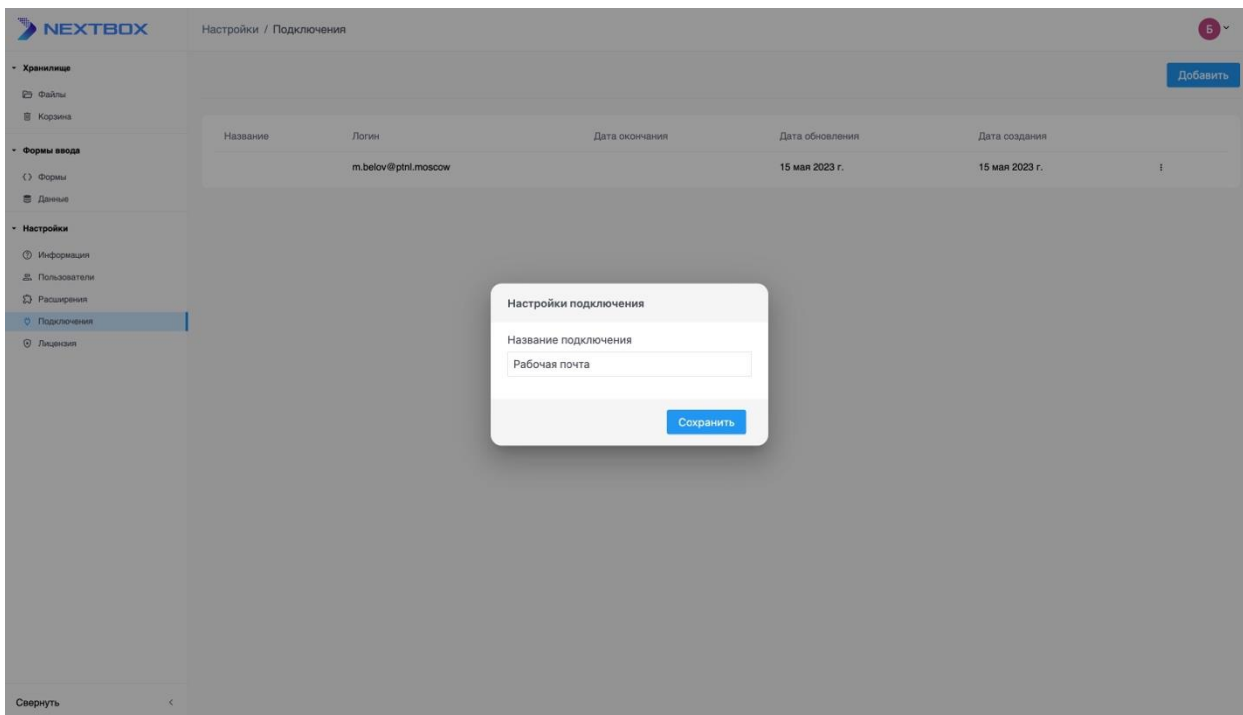 NEXTBOX
Настройки / Подключения
Б
Хранилище
Файлы
Корзина
Формы ввода
Формы
Данные
Настройки
Информация
Пользователи
Расширения
Подключения
Лицензия
Свернуть
Добавить
Название Логин Дата окончания Дата обновления Дата создания
m.belov@ptnl.moscow 15 мая 2023 г. 15 мая 2023 г.
Настройки подключения
Название подключения
Рабочая почта
Сохранить